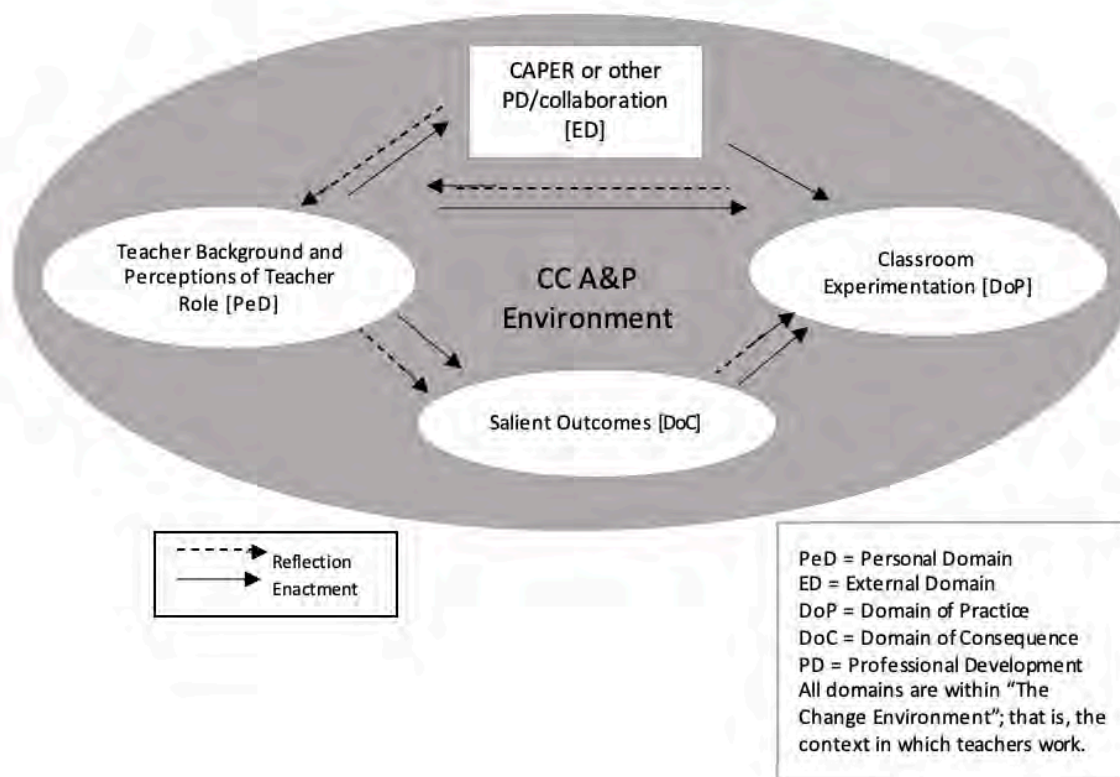 CAPER or other
PD/collaboration
[ED]
Teacher Background and
Perceptions of Teacher
Role [PeD]
Classroom
Experimentation [DoP]
CC A&P
Environment
Salient Outcomes [DoC]
Reflection
Enactment
PeD = Personal Domain
ED = External Domain
DoP = Domain of Practice
DoC = Domain of Consequence
PD = Professional Development
All domains are within “The
Change Environment”; that is, the
context in which teachers work.